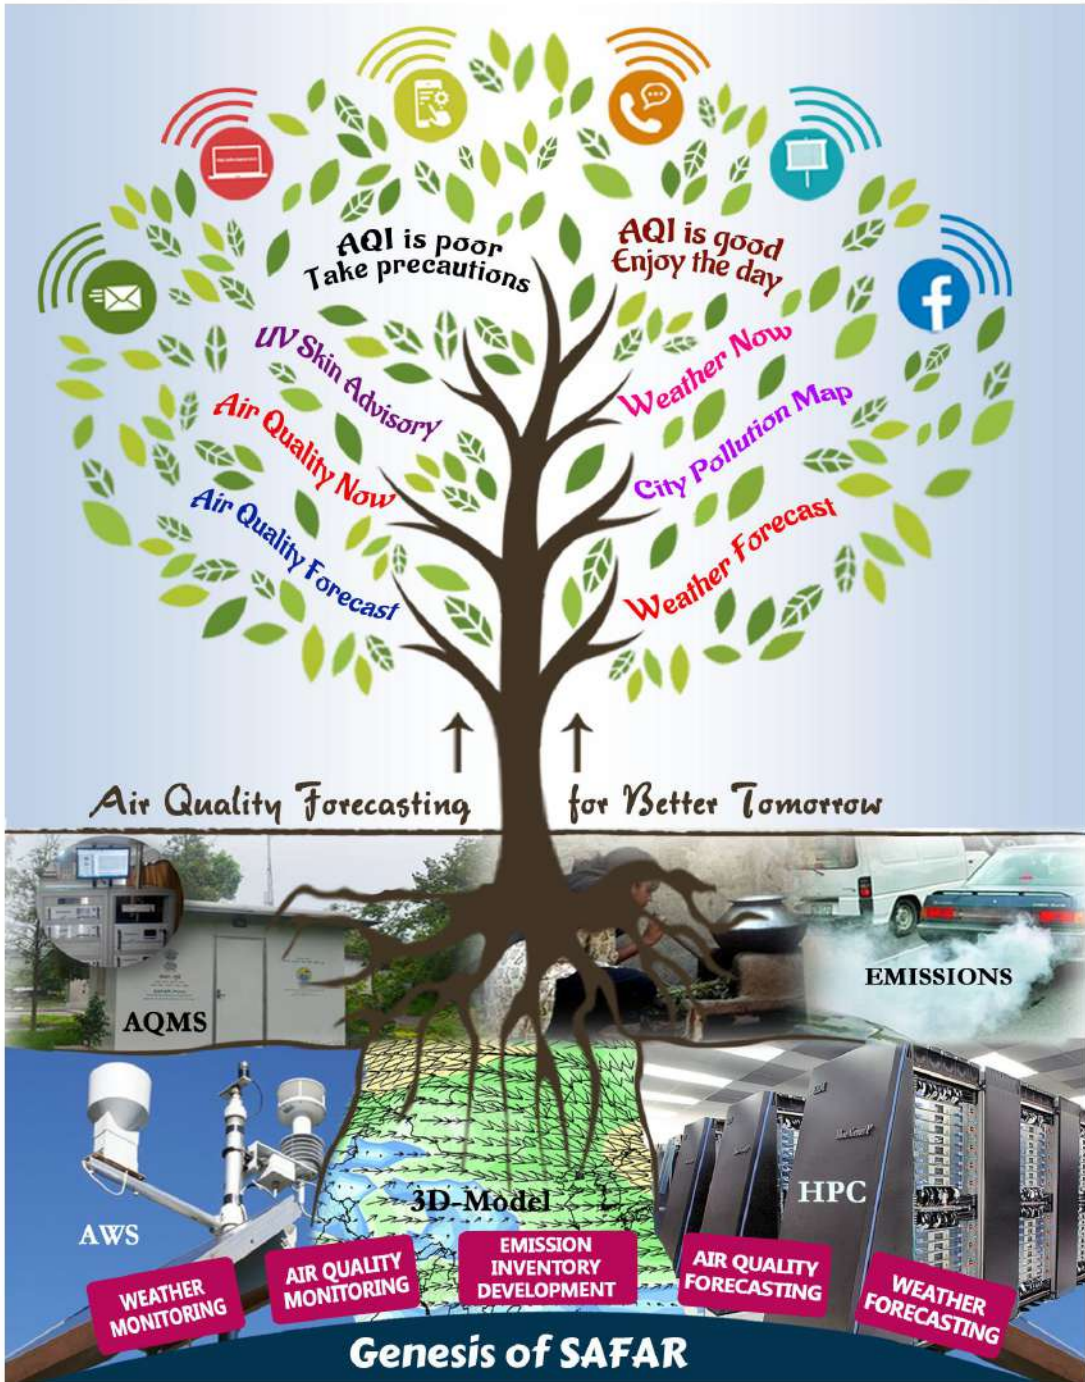 AQI is poor
Take precautions
AQI is good
Enjoy the day
UV Skin Advisory
Weather Now
Air Quality Now
City Pollution Map
Air Quality Forecast
Weather Forecast
Air Quality Forecasting for Better Tomorrow
AQMS
EMISSIONS
IBM
3D-Model
HPC
AWS
WEATHER
MONITORING
AIR QUALITY
MONITORING
EMISSION
INVENTORY
DEVELOPMENT
AIR QUALITY
FORECASTING
WEATHER
FORECASTING
Genesis of SAFAR